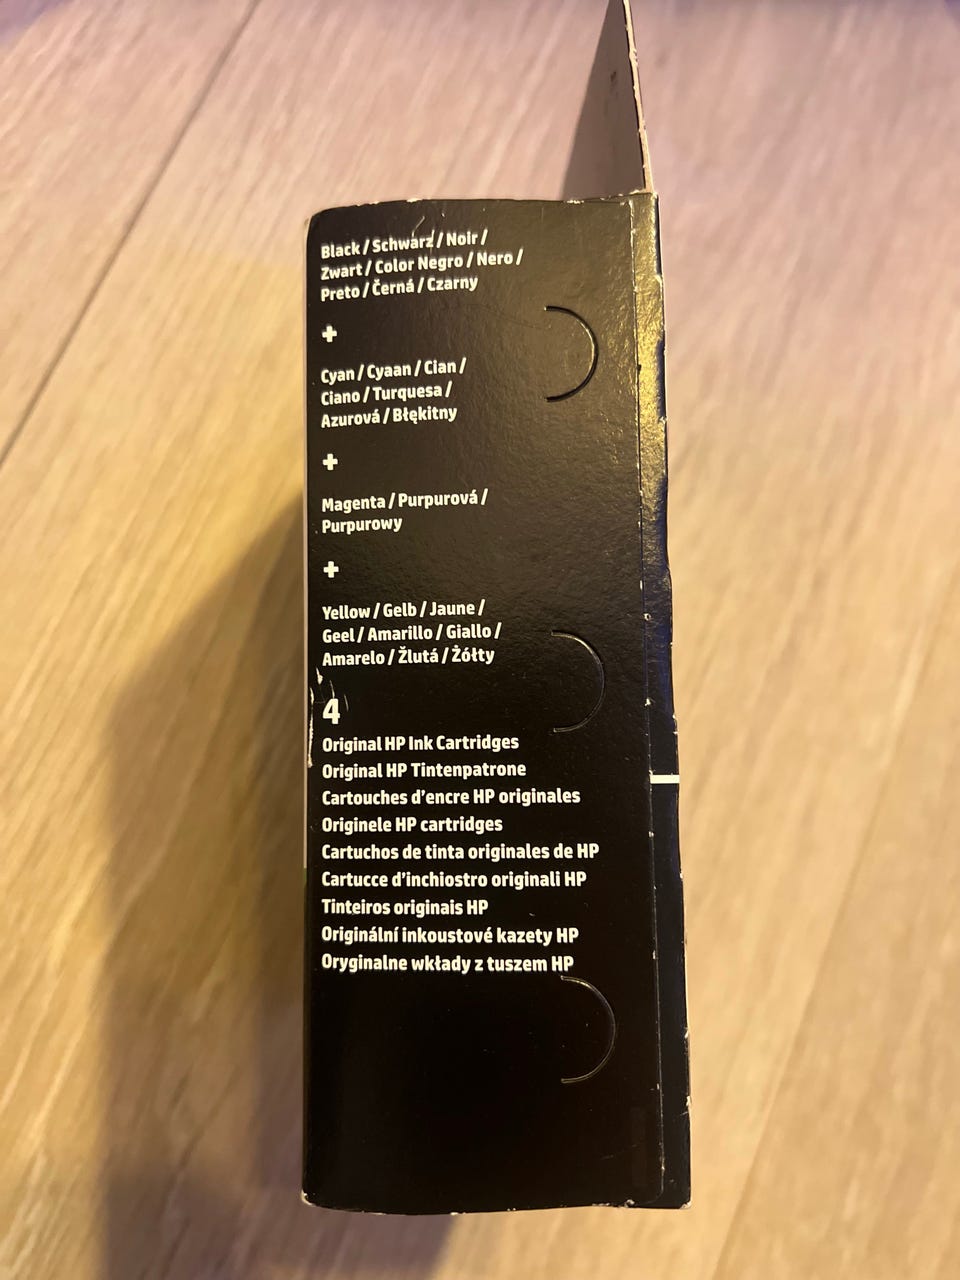 Black / Schwarz / Noir /
Zwart / Color Negro / Nero /
Preto / Černá / Czarny
+
Cyan / Cyaan / Cian /
Ciano / Turquesa /
Azurová / Błękitny
+
Magenta / Purpurová /
Purpurowy
+
Yellow / Gelb / Jaune /
Geel / Amarillo / Giallo /
Amarelo / Žlutá / Żółty
4
Original HP Ink Cartridges
Original HP Tintenpatrone
Cartouches d'encre HP originales
Originele HP cartridges
Cartuchos de tinta originales de HP
Cartucce d'inchiostro originali HP
Tinteiros originais HP
Originální inkoustové kazety HP
Oryginalne wkłady z tuszem HP